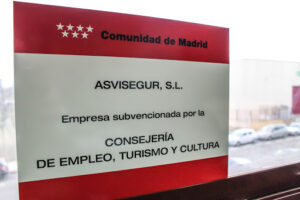 Comunidad de Madrid
ASVISEGUR, S.L.
Empresa subvencionada por la
CONSEJERÍA
DE EMPLEO, TURISMO Y CULTURA